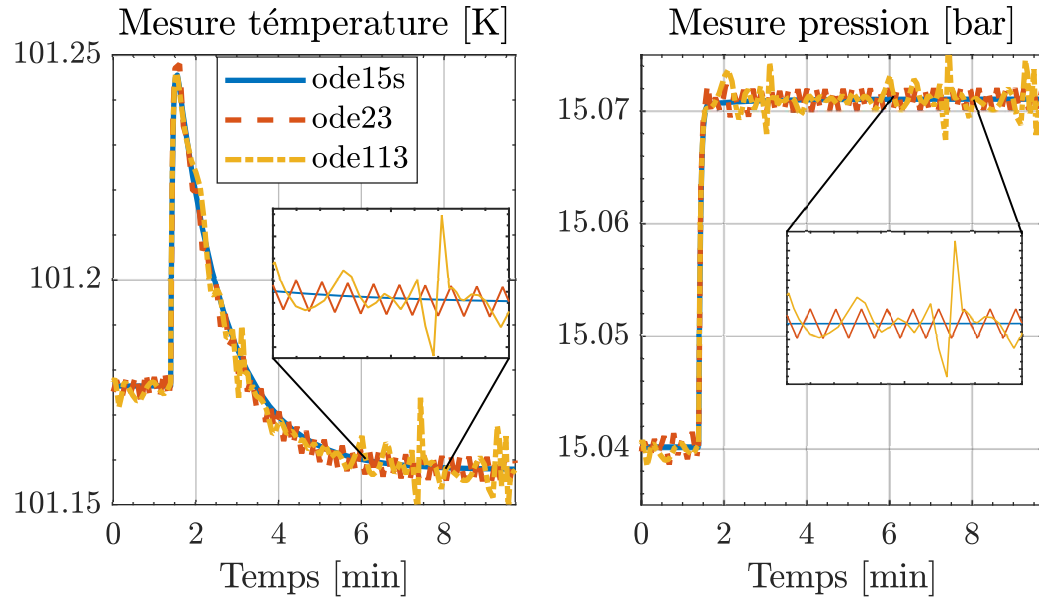 Mesure témperature [K]
101.25
101.2
101.15
ode15s
ode23
ode113
0 2 4 6 8
Temps [min]
Mesure pression [bar]
15.07
15.06
15.05
15.04
0 2 4 6 8
Temps [min]